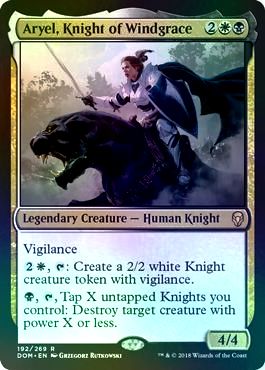 Aryel, Knight of Windgrace 2
Legendary Creature — Human Knight
Vigilance
2 , : Create a 2/2 white Knight
creature token with vigilance.
, , Tap X untapped Knights you
control: Destroy target creature with
power X or less.
4/4
192/269 R
DOM • EN GRZEGORZ RUTKOWSKI
™ & © 2018 Wizards of the Coast